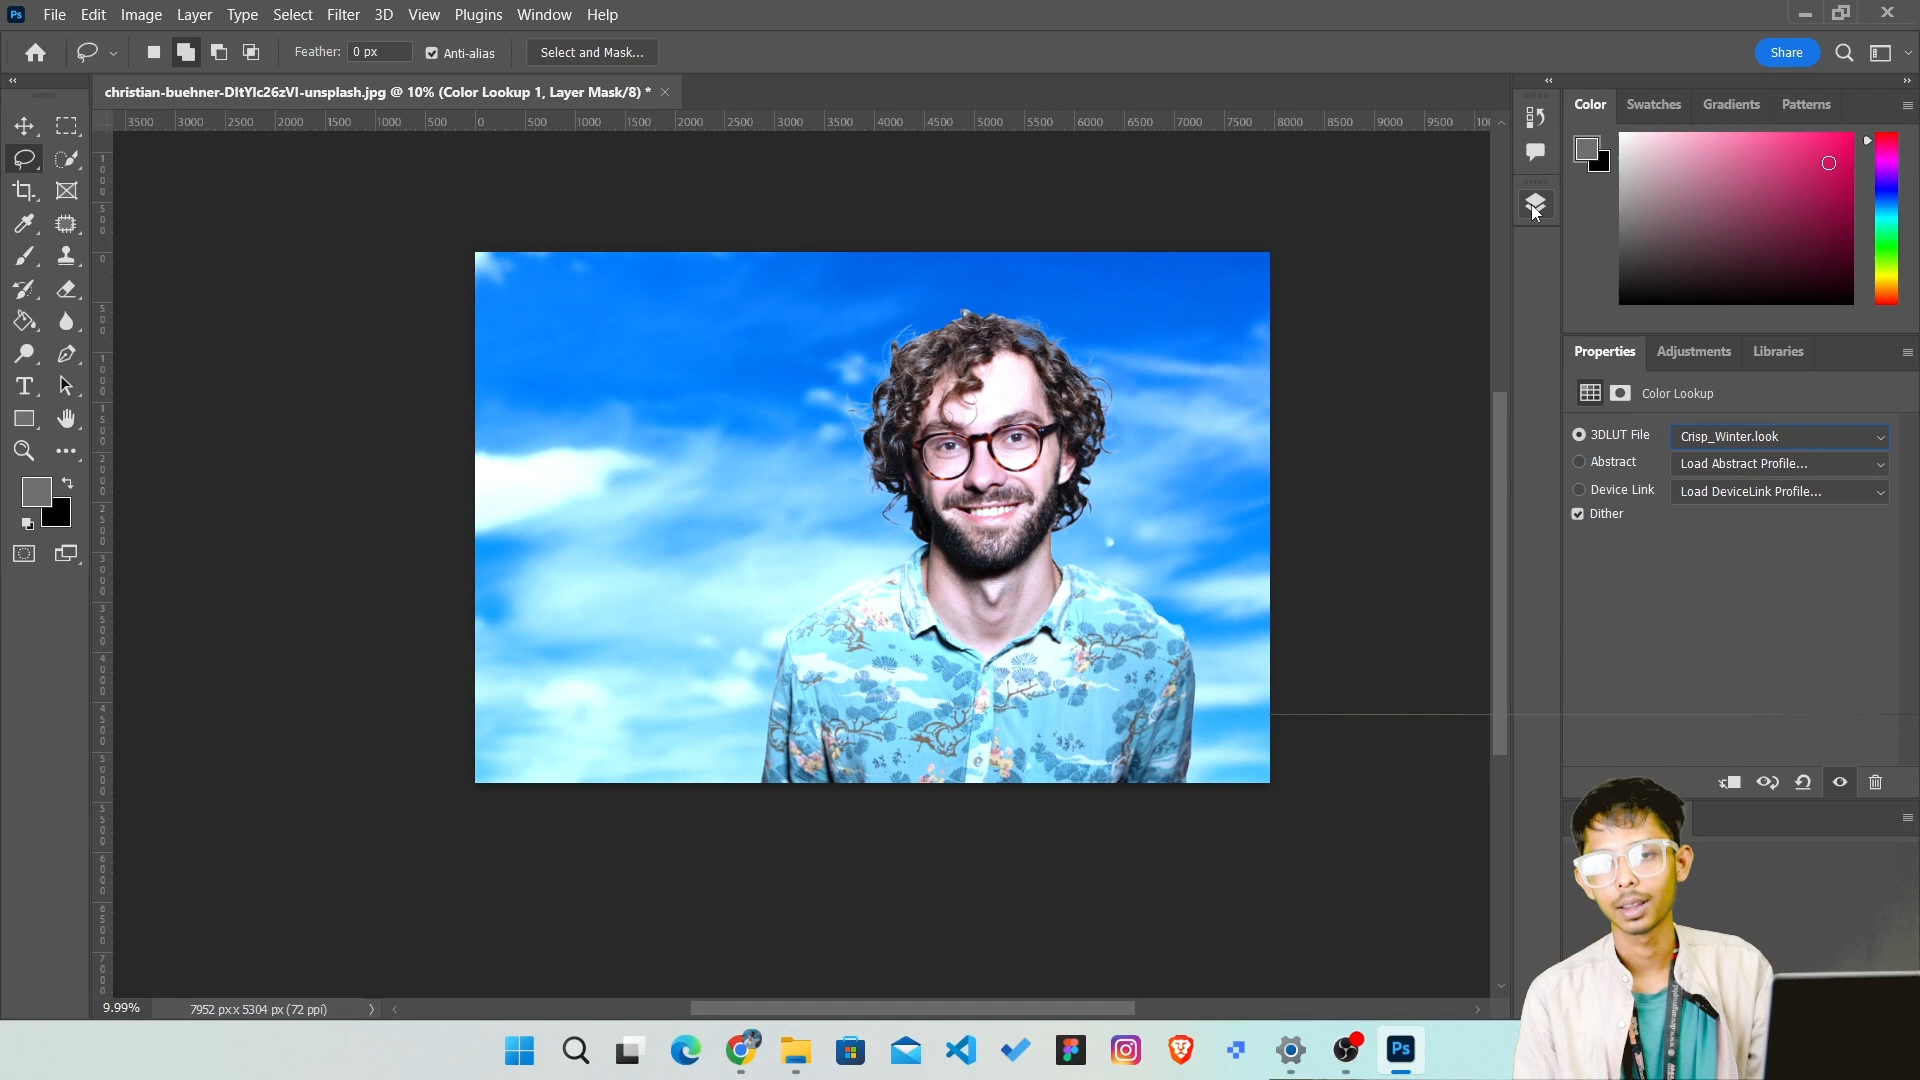 Ps File Edit Image Layer Type Select Filter 3D View Plugins Window Help
Feather: 0 px Anti-alias Select and Mask... Share
christian-buehner-DItYlc26zVI-unsplash.jpg @ 10% (Color Lookup 1, Layer Mask/8) *
3500 3000 2500 2000 1500 1000 500 0 500 1000 1500 2000 2500 3000 3500 4000 4500 5000 5500 6000 6500 7000 7500 8000 8500 9000 9500
Color Swatches Gradients Patterns
Properties Adjustments Libraries
Color Lookup
3DLUT File Crisp_Winter.look
Abstract Load Abstract Profile...
Device Link Load DeviceLink Profile...
Dither
T
9.99% 7952 px x 5304 px (72 ppi)
Ps